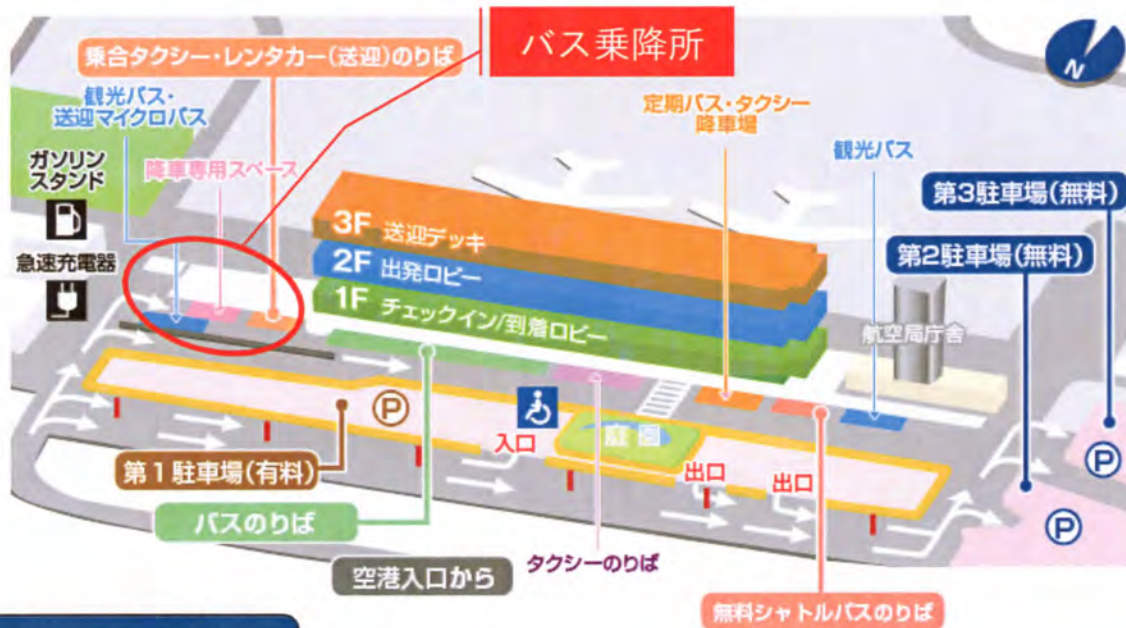 バス乗降所
乗合タクシー・レンタカー(送迎)のりば
観光バス・
送迎マイクロバス
降車専用スペース
ガソリン
スタンド
急速充電器
定期バス・タクシー
降車場
観光バス
N
第3駐車場(無料)
第2駐車場(無料)
3F 送迎デッキ
2F 出発ロビー
1F チェックイン/到着ロビー
航空局庁舎
P
入口
庭園
出口
出口
P
P
第1駐車場(有料)
バスのりば
空港入口から
タクシーのりば
無料シャトルバスのりば